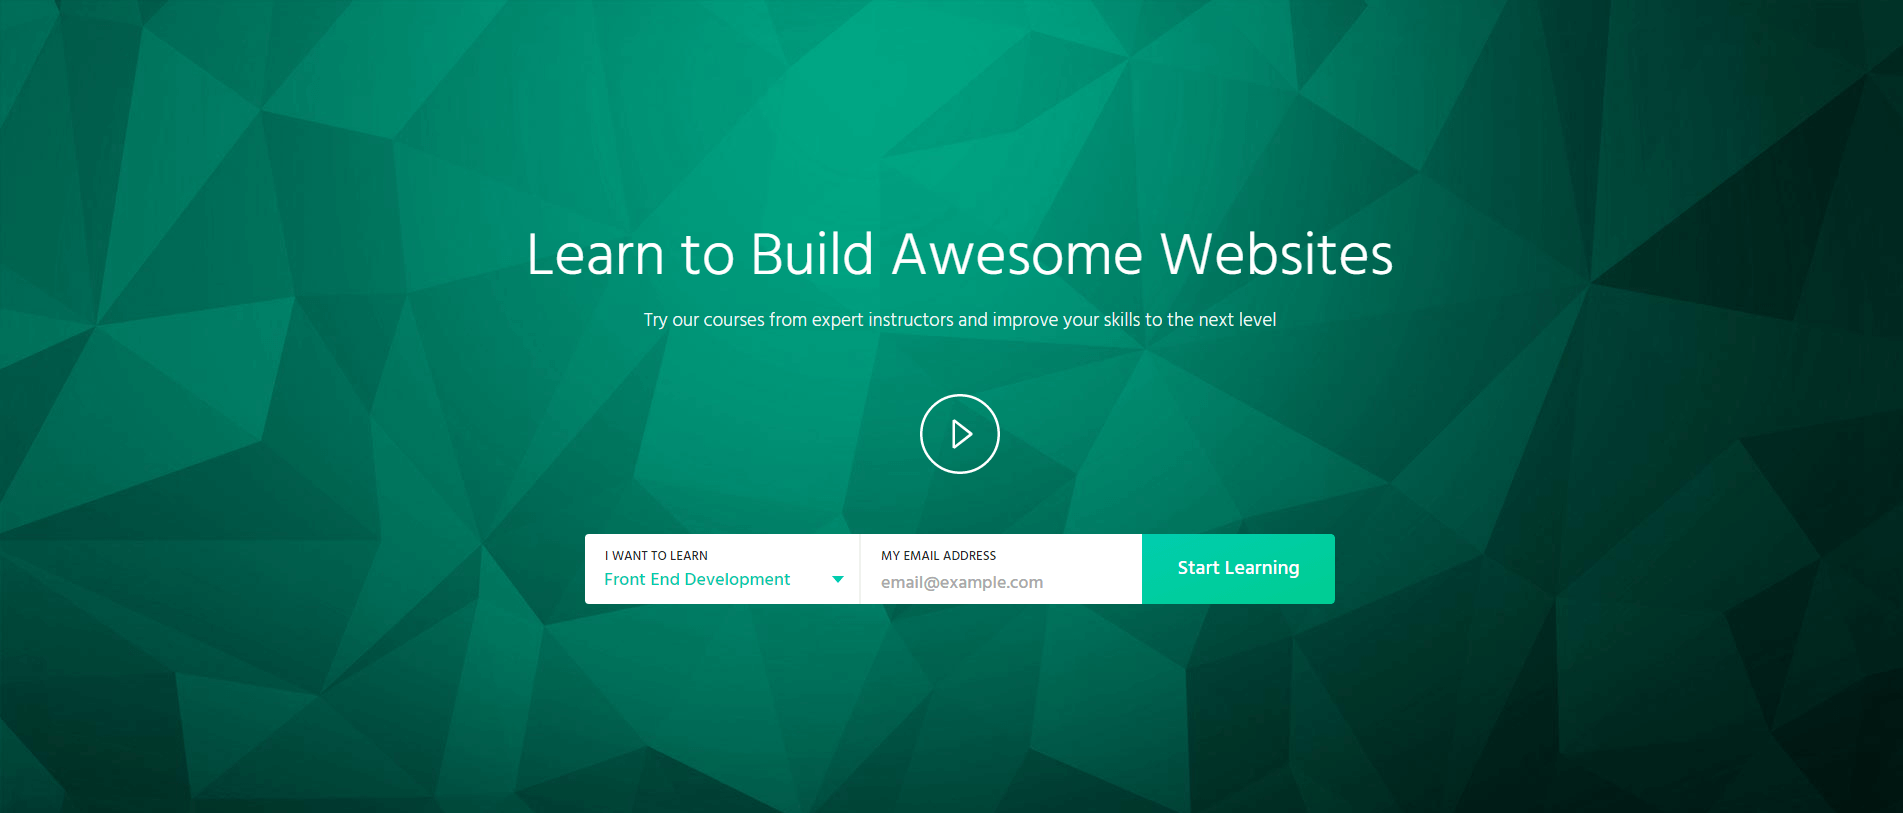 Learn to Build Awesome Websites
Try our courses from expert instructors and improve your skills to the next level
I WANT TO LEARN
Front End Development
MY EMAIL ADDRESS
email@example.com
Start Learning